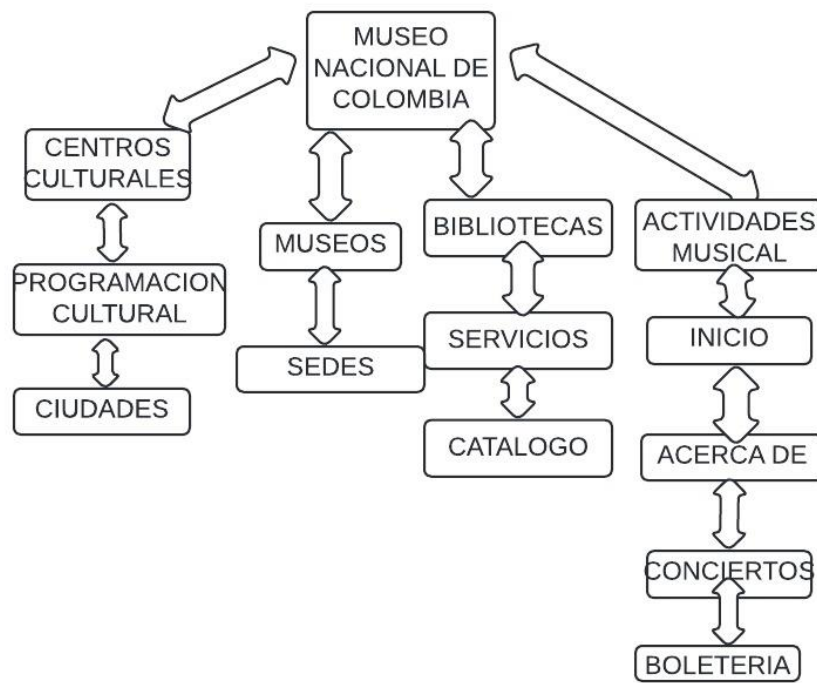 MUSEO
NACIONAL DE
COLOMBIA
CENTROS
CULTURALES
PROGRAMACION
CULTURAL
CIUDADES
MUSEOS
SEDES
BIBLIOTECAS
SERVICIOS
CATALOGO
ACTIVIDADES
MUSICAL
INICIO
ACERCA DE
CONCIERTOS
BOLETERIA